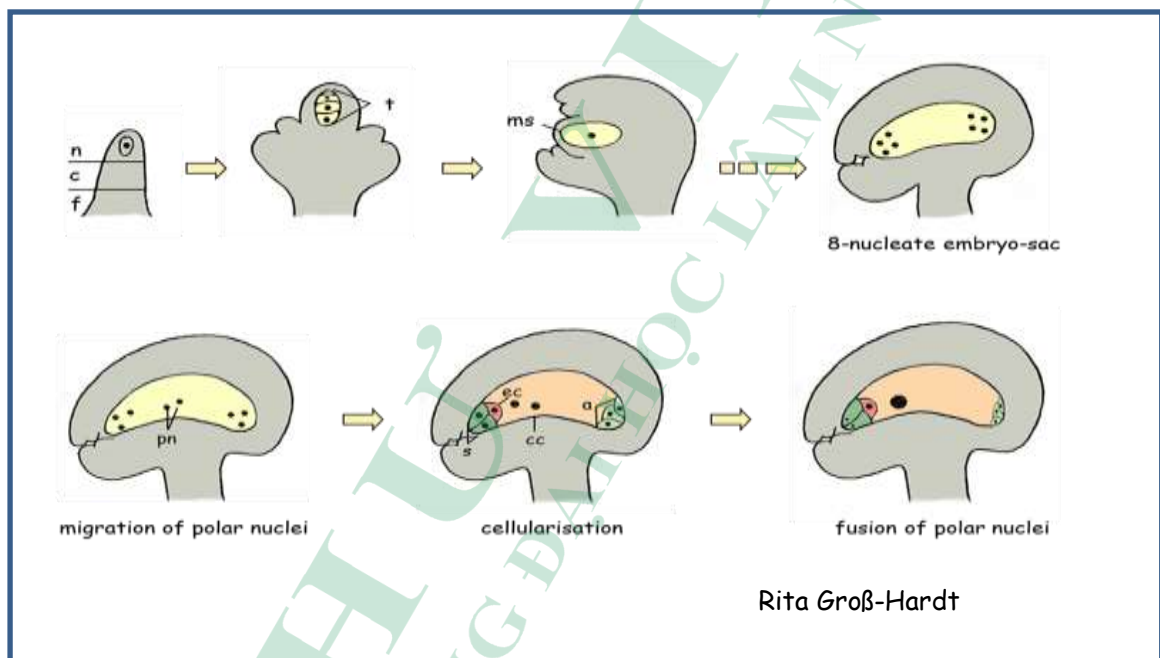 n
c
f
t
ms
8-nucleate embryo-sac
pn
migration of polar nuclei
ec
a
s
cc
cellularisation
fusion of polar nuclei
Rita Groß-Hardt